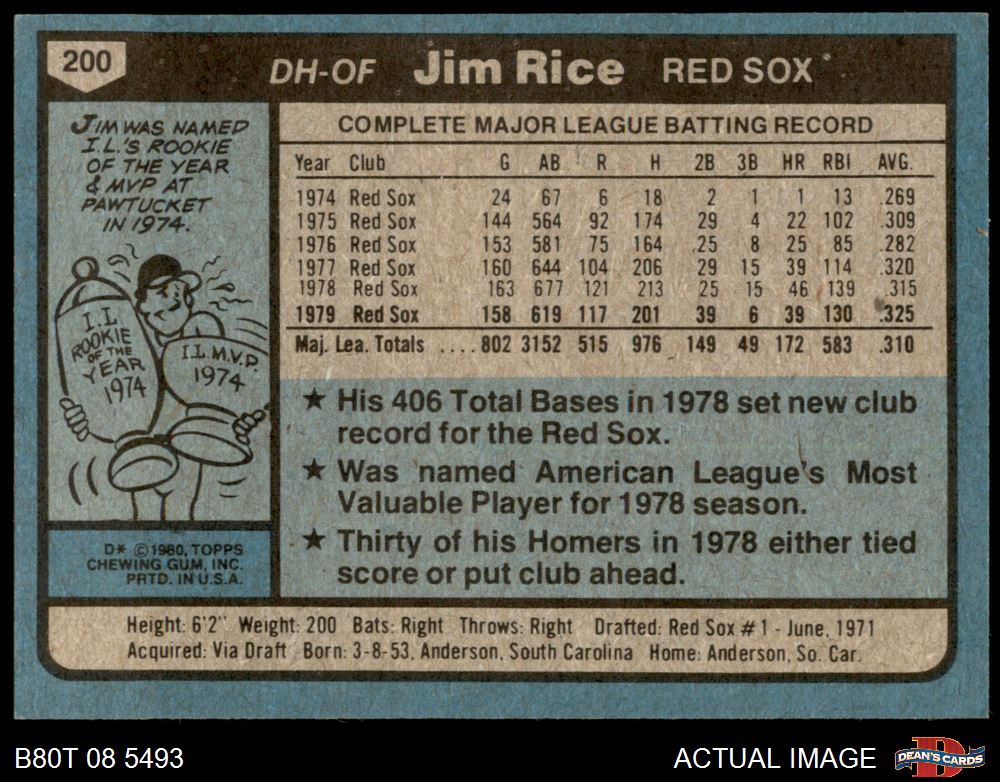 200
DH-OF Jim Rice RED SOX
JIM WAS NAMED
I.L.'S ROOKIE
OF THE YEAR
& MVP AT
PAWTUCKET
IN 1974.
I.L
ROOKIE
OF THE
YEAR
1974
I.L. M.V.P.
1974
D* ©1980, TOPPS
CHEWING GUM, INC.
PRTD. IN U.S.A.
COMPLETE MAJOR LEAGUE BATTING RECORD
Year Club G AB R H 2B 3B HR RBI AVG.
1974 Red Sox 24 67 6 18 2 1 1 13 .269
1975 Red Sox 144 564 92 174 29 4 22 102 .309
1976 Red Sox 153 581 75 164 25 8 25 85 .282
1977 Red Sox 160 644 104 206 29 15 39 114 .320
1978 Red Sox 163 677 121 213 25 15 46 139 .315
1979 Red Sox 158 619 117 201 39 6 39 130 .325
Maj. Lea. Totals .... 802 3152 515 976 149 49 172 583 .310
★ His 406 Total Bases in 1978 set new club
record for the Red Sox.
★ Was named American League's Most
Valuable Player for 1978 season.
★ Thirty of his Homers in 1978 either tied
score or put club ahead.
Height: 6'2" Weight: 200 Bats: Right Throws: Right Drafted: Red Sox #1 - June, 1971
Acquired: Via Draft Born: 3-8-53, Anderson, South Carolina Home: Anderson, So. Car.
B80T 08 5493
ACTUAL IMAGE
D
DEAN'S CARDS